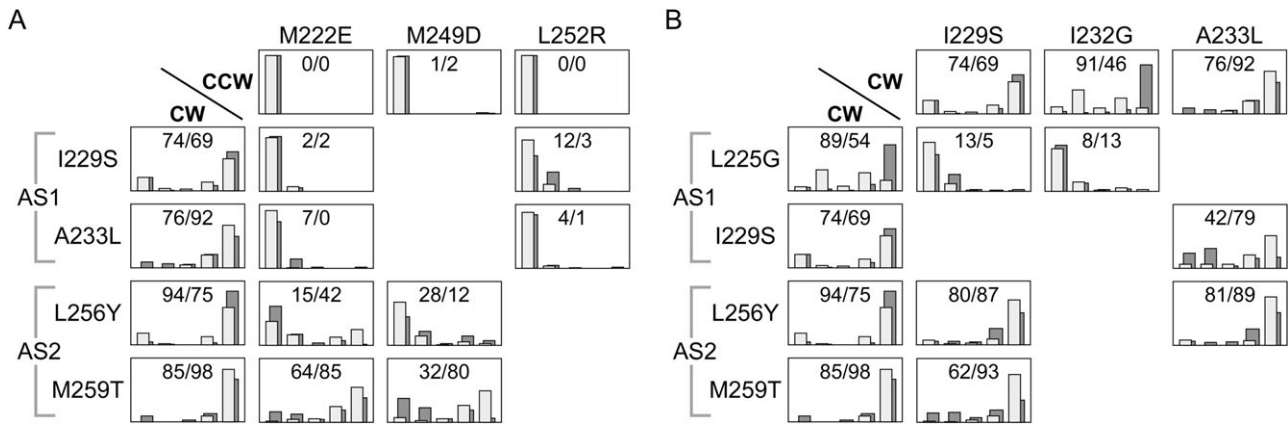 A
M222E M249D L252R
CCW
CW
0/0 1/2 0/0
AS1
I229S 74/69 2/2 12/3
A233L 76/92 7/0 4/1
AS2
L256Y 94/75 15/42 28/12
M259T 85/98 64/85 32/80
B
I229S I232G A233L
CW
CW
74/69 91/46 76/92
AS1
L225G 89/54 13/5 8/13
I229S 74/69 42/79
AS2
L256Y 94/75 80/87 81/89
M259T 85/98 62/93